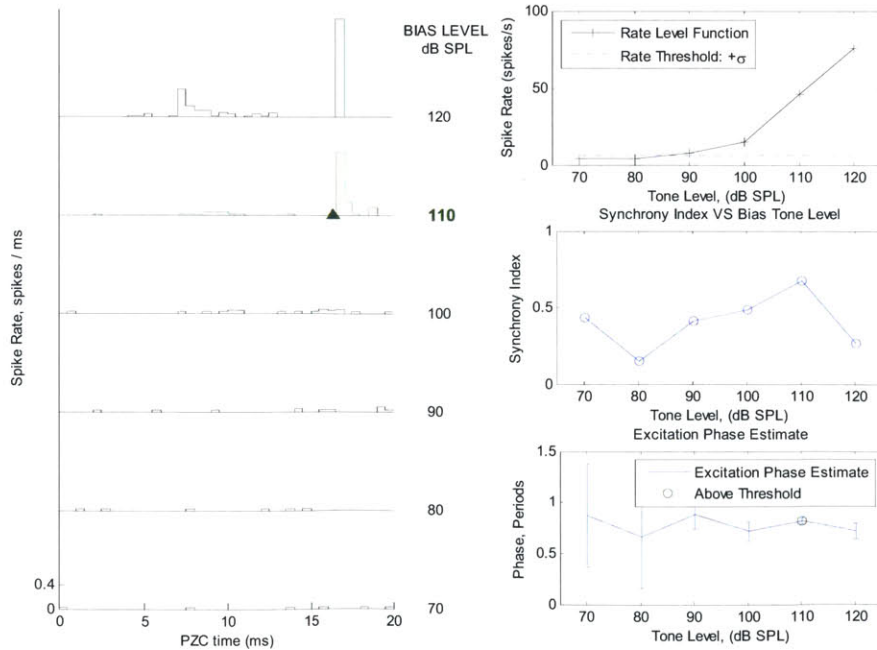 BIAS LEVEL
dB SPL
120
110
100
90
80
70
Spike Rate, spikes / ms
0.4
0
0 5 10 15 20
PZC time (ms)
Spike Rate (spikes/s)
100
50
0
Rate Level Function
Rate Threshold: +σ
70 80 90 100 110 120
Tone Level, (dB SPL)
Synchrony Index VS Bias Tone Level
Synchrony Index
1
0.5
0
70 80 90 100 110 120
Tone Level, (dB SPL)
Excitation Phase Estimate
Phase, Periods
1.5
1
0.5
0
Excitation Phase Estimate
Above Threshold
70 80 90 100 110 120
Tone Level, (dB SPL)